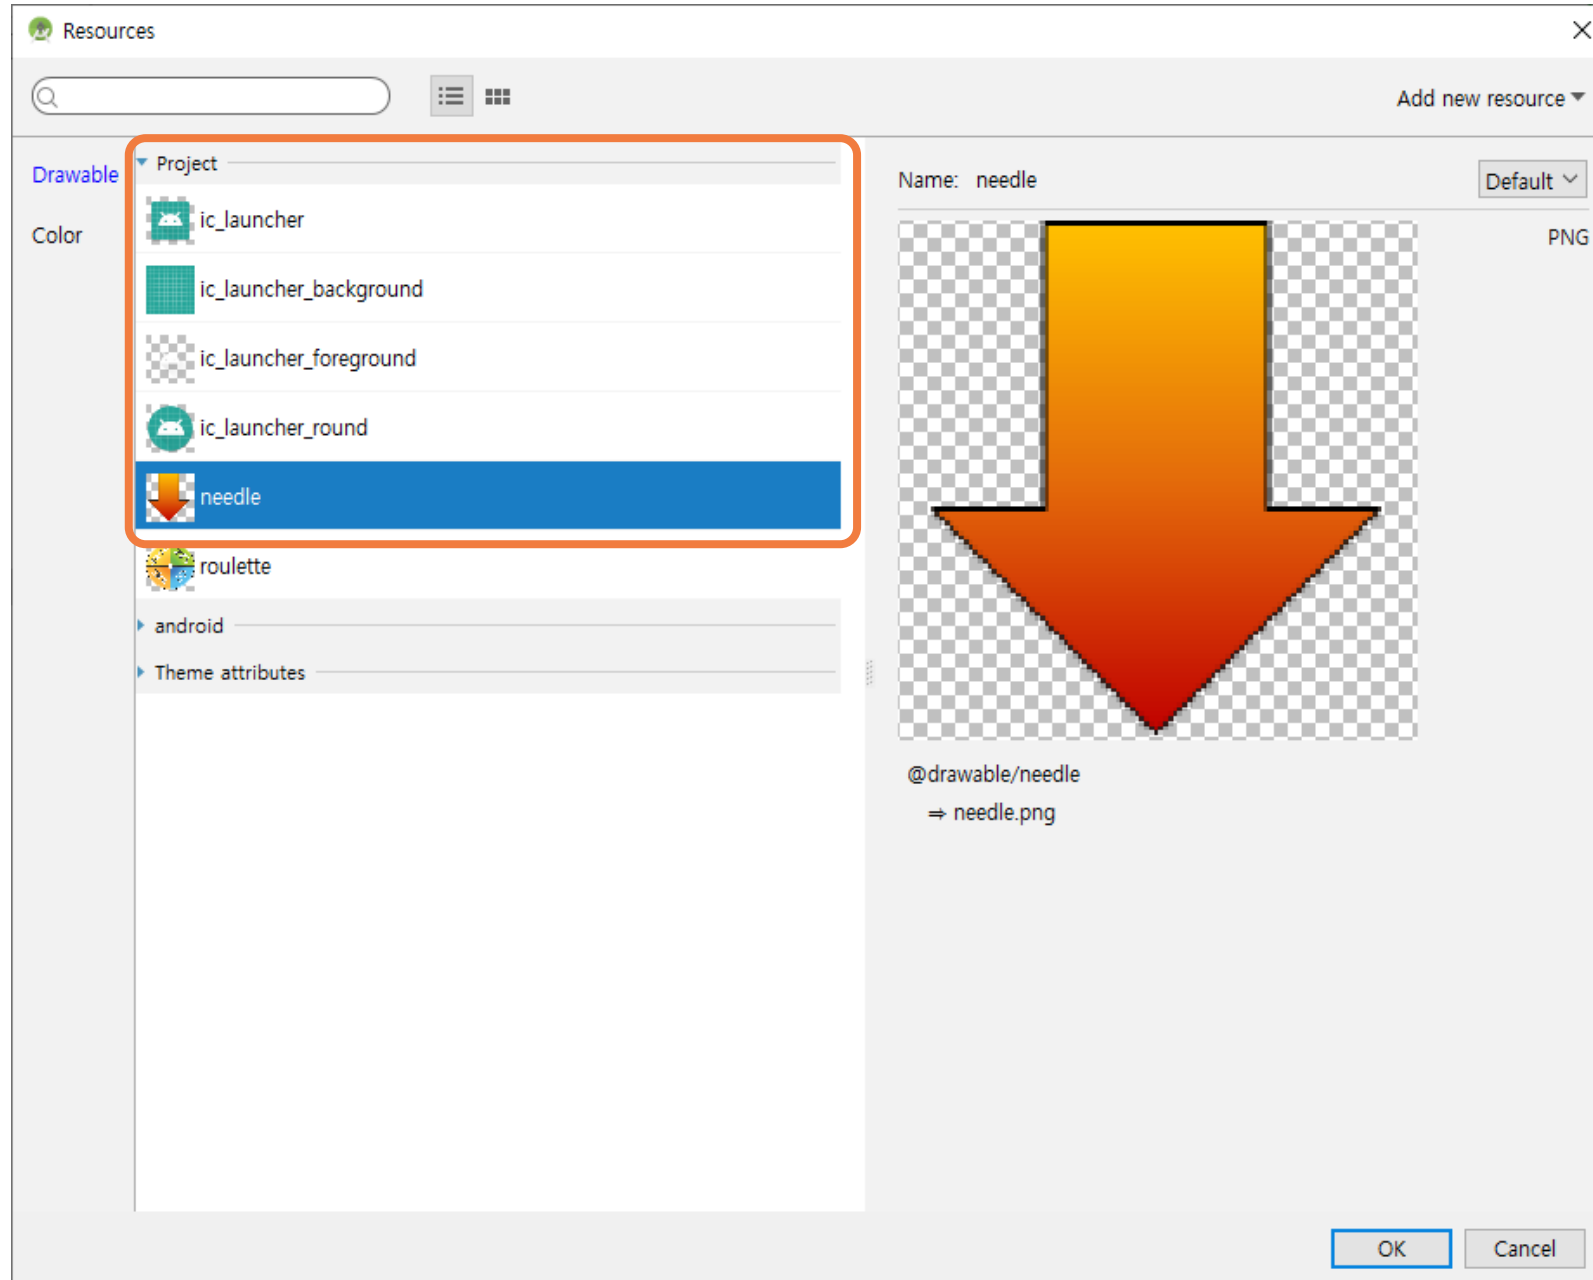 Resources
Add new resource
Drawable
Color
Project
ic_launcher
ic_launcher_background
ic_launcher_foreground
ic_launcher_round
needle
roulette
android
Theme attributes
Name: needle
Default
PNG
@drawable/needle
⇒ needle.png
OK
Cancel